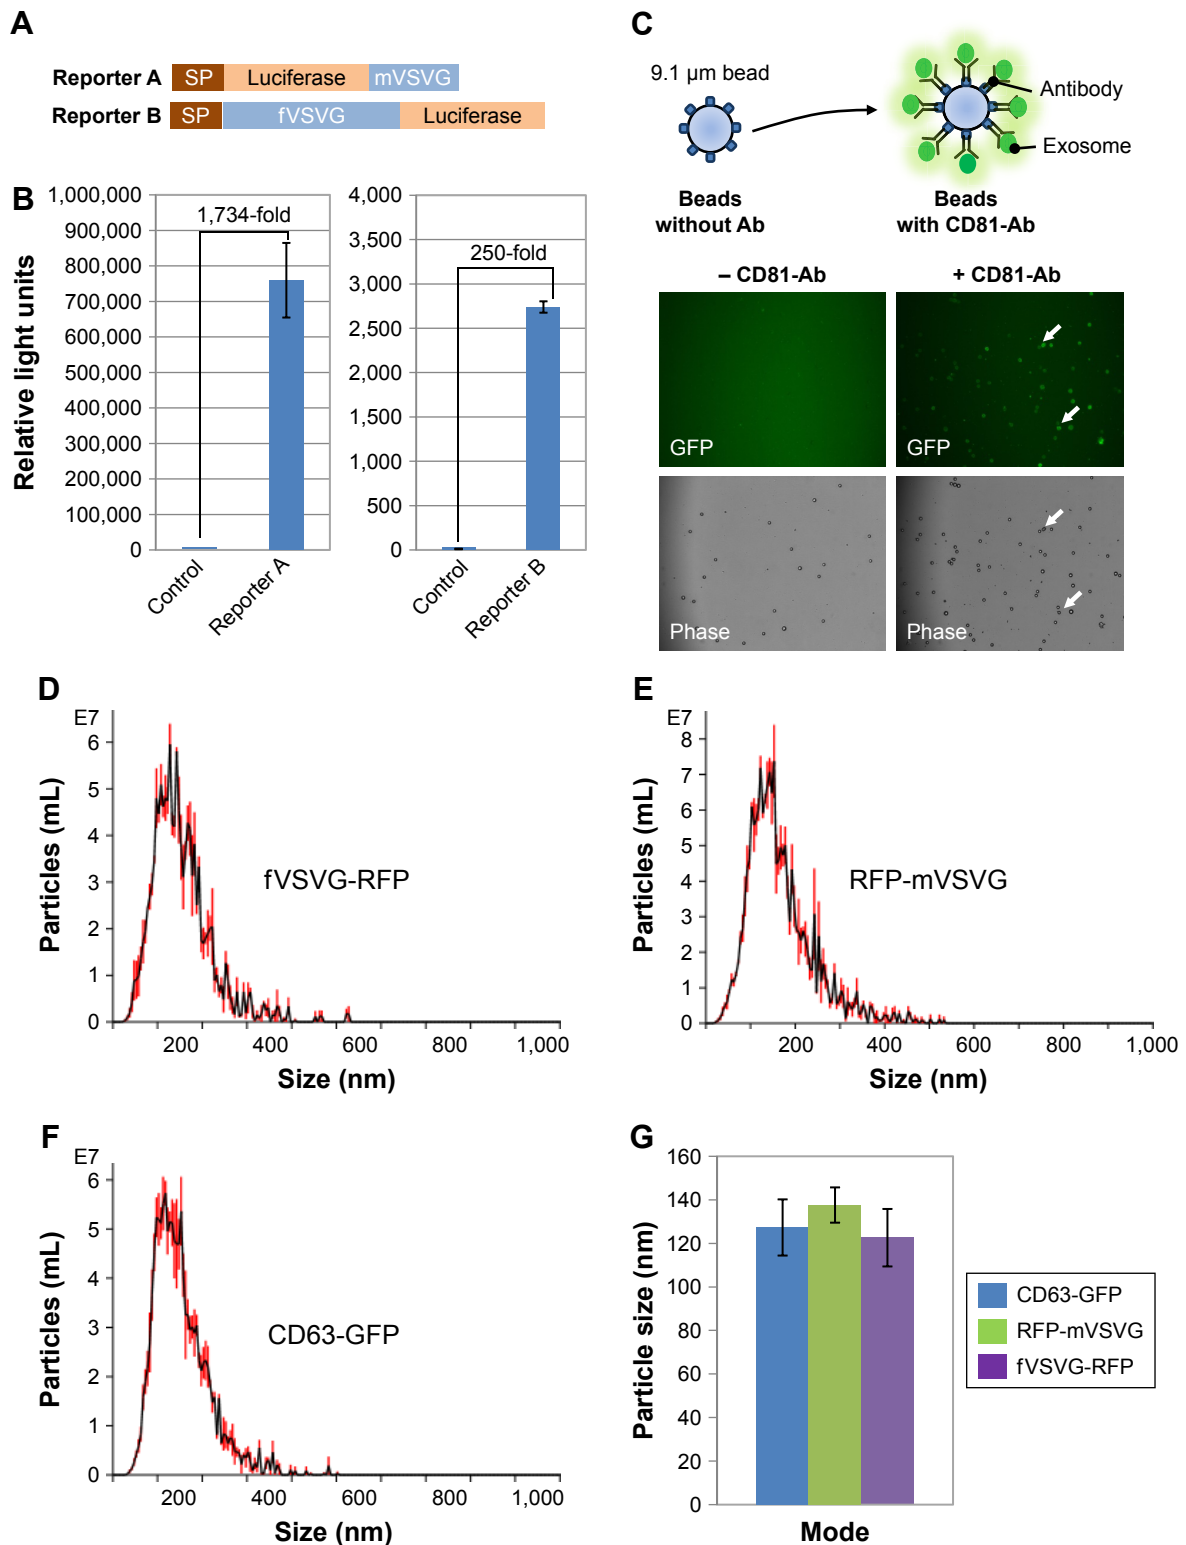 A
Reporter A SP Luciferase mVSVG
Reporter B SP fVSVG Luciferase
B
Relative light units
1,000,000
900,000
800,000
700,000
600,000
500,000
400,000
300,000
200,000
100,000
0
1,734-fold
Control
Reporter A
4,000
3,500
3,000
2,500
2,000
1,500
1,000
500
0
250-fold
Control
Reporter B
C
9.1 µm bead
Antibody
Exosome
Beads
without Ab
Beads
with CD81-Ab
– CD81-Ab
+ CD81-Ab
GFP
GFP
Phase
Phase
D
E7
Particles (mL)
6
5
4
3
2
1
0
fVSVG-RFP
200 400 600 800 1,000
Size (nm)
E
E7
Particles (mL)
8
7
6
5
4
3
2
1
0
RFP-mVSVG
200 400 600 800 1,000
Size (nm)
F
E7
Particles (mL)
6
5
4
3
2
1
0
CD63-GFP
200 400 600 800 1,000
Size (nm)
G
Particle size (nm)
160
140
120
100
80
60
40
20
0
Mode
CD63-GFP
RFP-mVSVG
fVSVG-RFP